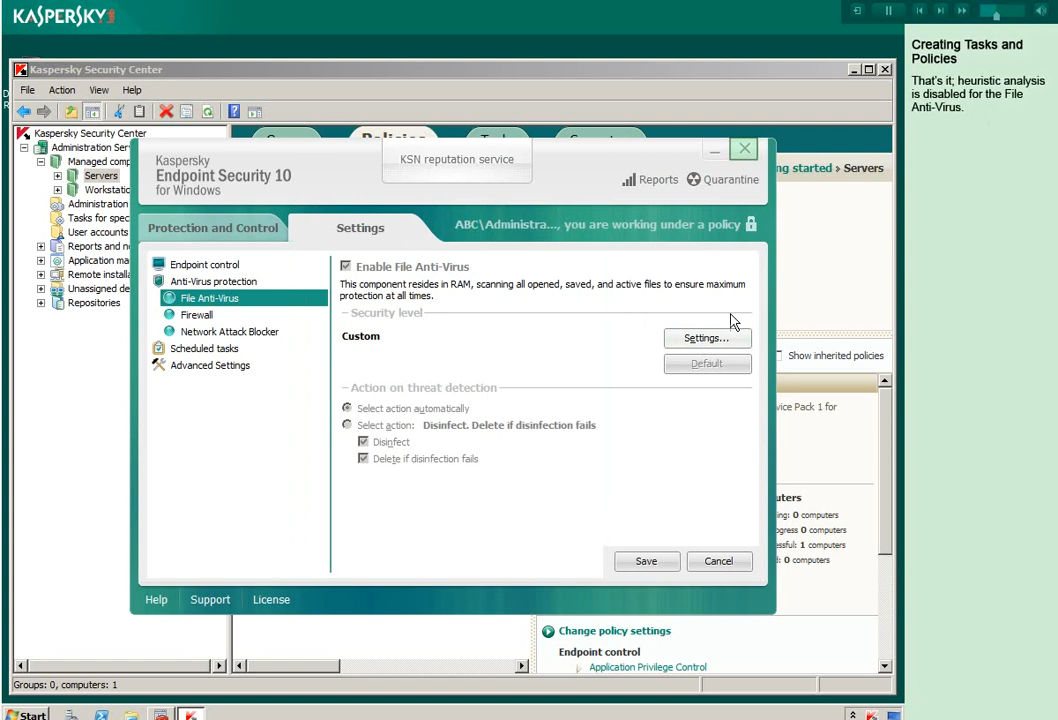 KASPERSKY
Creating Tasks and
Policies
That's it; heuristic analysis
is disabled for the File
Anti-Virus.
Kaspersky Security Center
File Action View Help
Kaspersky Security Center
Administration Ser
Managed comp
Servers
Workstatio
Administration
Tasks for spec
User accounts
Reports and no
Application ma
Remote install
Unassigned de
Repositories
Policies
ng started › Servers
Show inherited policies
ice Pack 1 for
uters
ing: 0 computers
ogress 0 computers
ssful: 1 computers
d: 0 computers
Change policy settings
Endpoint control
Application Privilege Control
Kaspersky
Endpoint Security 10
for Windows
KSN reputation service
Reports Quarantine
Protection and Control Settings
ABC\Administra..., you are working under a policy
Endpoint control
Anti-Virus protection
File Anti-Virus
Firewall
Network Attack Blocker
Scheduled tasks
Advanced Settings
Enable File Anti-Virus
This component resides in RAM, scanning all opened, saved, and active files to ensure maximum
protection at all times.
Security level
Custom
Settings...
Default
Action on threat detection
Select action automatically
Select action: Disinfect. Delete if disinfection fails
Disinfect
Delete if disinfection fails
Save Cancel
Help Support License
Groups: 0, computers: 1
Start